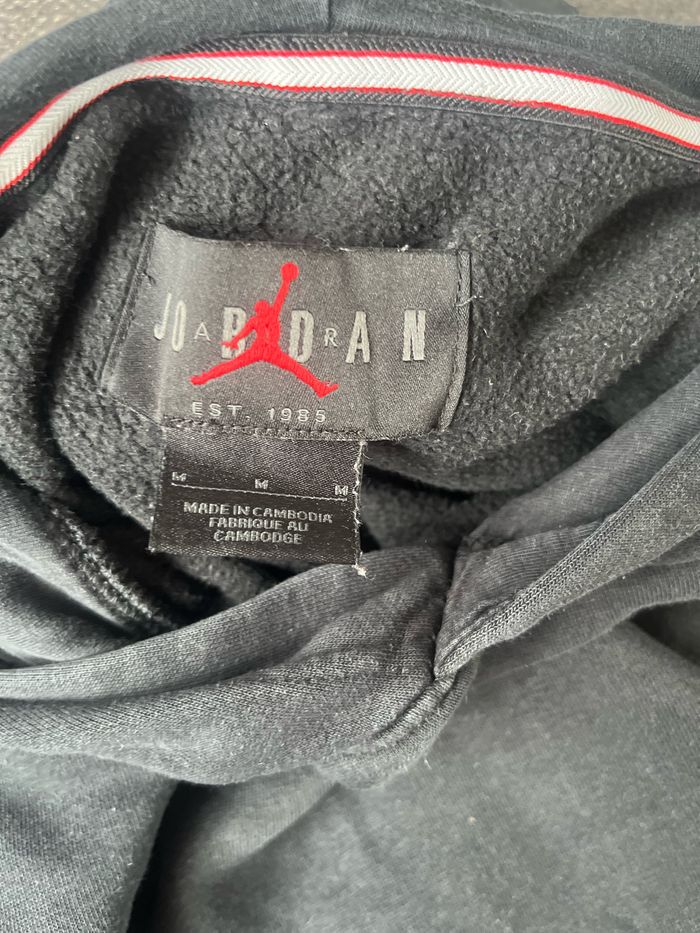 JORDAN
AIR
EST. 1985
M M M
MADE IN CAMBODIA
FABRIQUE AU
CAMBODGE